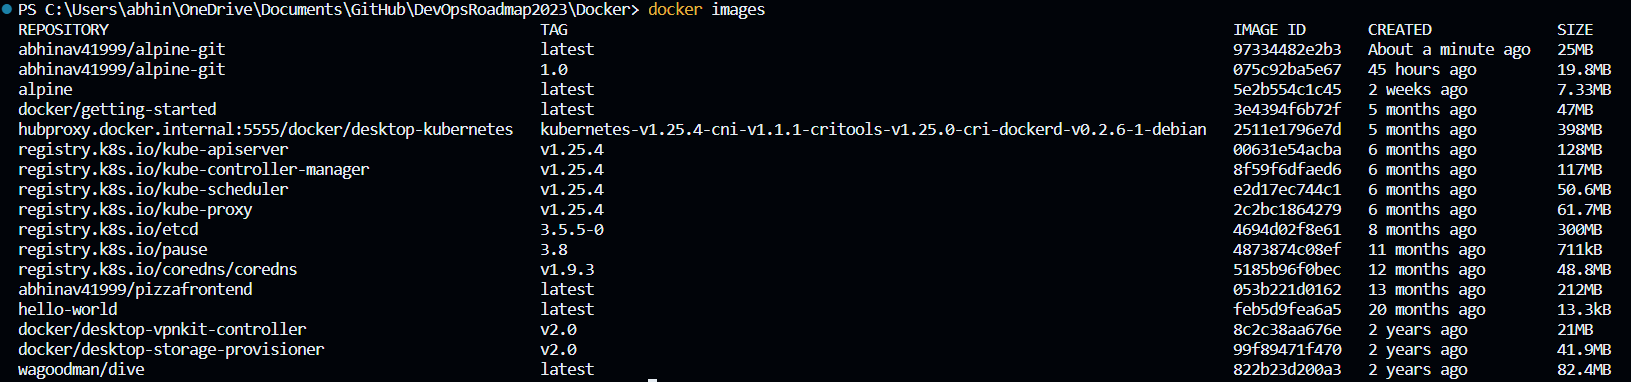 PS C:\Users\abhin\OneDrive\Documents\GitHub\DevOpsRoadmap2023\Docker> docker images
REPOSITORY TAG IMAGE ID CREATED SIZE
abhinav41999/alpine-git latest 97334482e2b3 About a minute ago 25MB
abhinav41999/alpine-git 1.0 075c92ba5e67 45 hours ago 19.8MB
alpine latest 5e2b554c1c45 2 weeks ago 7.33MB
docker/getting-started latest 3e4394f6b72f 5 months ago 47MB
hubproxy.docker.internal:5555/docker/desktop-kubernetes kubernetes-v1.25.4-cni-v1.1.1-critools-v1.25.0-cri-dockerd-v0.2.6-1-debian 2511e1796e7d 5 months ago 398MB
registry.k8s.io/kube-apiserver v1.25.4 00631e54acba 6 months ago 128MB
registry.k8s.io/kube-controller-manager v1.25.4 8f59f6dfaed6 6 months ago 117MB
registry.k8s.io/kube-scheduler v1.25.4 e2d17ec744c1 6 months ago 50.6MB
registry.k8s.io/kube-proxy v1.25.4 2c2bc1864279 6 months ago 61.7MB
registry.k8s.io/etcd 3.5.5-0 4694d02f8e61 8 months ago 300MB
registry.k8s.io/pause 3.8 4873874c08ef 11 months ago 711kB
registry.k8s.io/coredns/coredns v1.9.3 5185b96f0bec 12 months ago 48.8MB
abhinav41999/pizzafrontend latest 053b221d0162 13 months ago 212MB
hello-world latest feb5d9fea6a5 20 months ago 13.3kB
docker/desktop-vpnkit-controller v2.0 8c2c38aa676e 2 years ago 21MB
docker/desktop-storage-provisioner v2.0 99f89471f470 2 years ago 41.9MB
wagoodman/dive latest 822b23d200a3 2 years ago 82.4MB